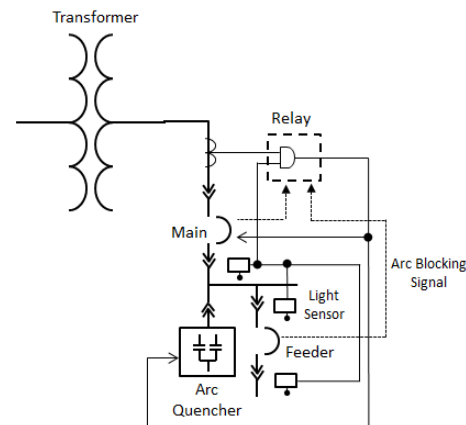 Transformer
Relay
Main
Arc Blocking
Signal
Light
Sensor
Feeder
Arc
Quencher